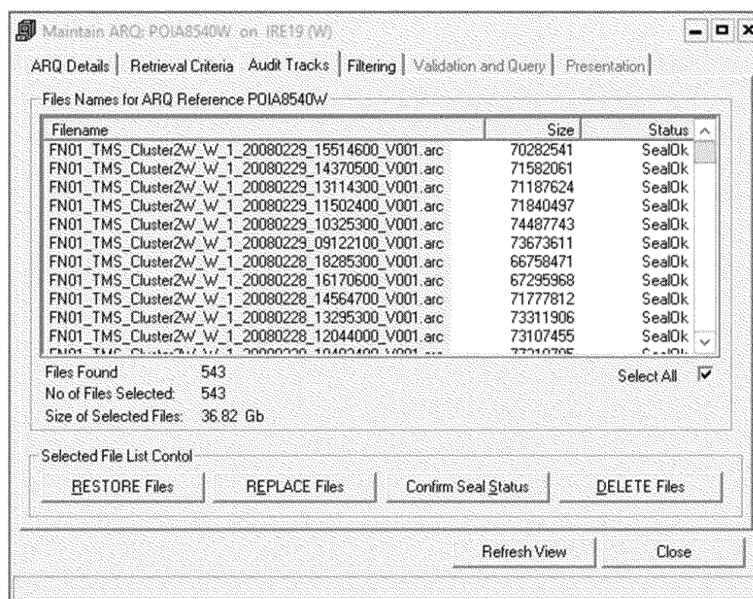 Maintain ARQ: POIA8540W on IRE19 (W)
ARQ Details | Retrieval Criteria Audit Tracks | Filtering | Validation and Query | Presentation |
Files Names for ARQ Reference POIA8540W
Filename Size Status
FN01_TMS_Cluster2W_W_1_20080229_15514600_V001.arc 70282541 SealOk
FN01_TMS_Cluster2W_W_1_20080229_14370500_V001.arc 71582061 SealOk
FN01_TMS_Cluster2W_W_1_20080229_13114300_V001.arc 71187624 SealOk
FN01_TMS_Cluster2W_W_1_20080229_11502400_V001.arc 71840497 SealOk
FN01_TMS_Cluster2W_W_1_20080229_10325300_V001.arc 74487743 SealOk
FN01_TMS_Cluster2W_W_1_20080229_09122100_V001.arc 73673611 SealOk
FN01_TMS_Cluster2W_W_1_20080228_18285300_V001.arc 66758471 SealOk
FN01_TMS_Cluster2W_W_1_20080228_16170600_V001.arc 67295968 SealOk
FN01_TMS_Cluster2W_W_1_20080228_14564700_V001.arc 71777812 SealOk
FN01_TMS_Cluster2W_W_1_20080228_13295300_V001.arc 73311906 SealOk
FN01_TMS_Cluster2W_W_1_20080228_12044000_V001.arc 73107455 SealOk
Files Found 543
Select All
No of Files Selected: 543
Size of Selected Files: 36.82 Gb
Selected File List Contol
RESTORE Files REPLACE Files Confirm Seal Status DELETE Files
Refresh View Close